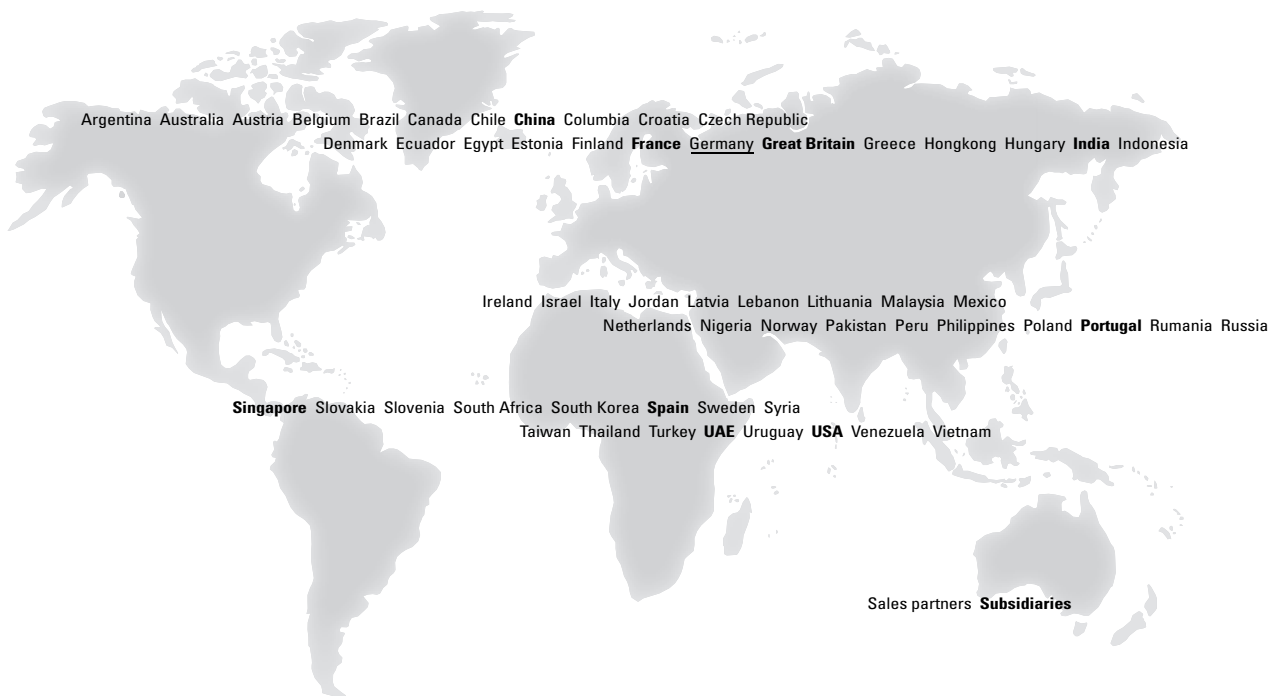 Argentina Australia Austria Belgium Brazil Canada Chile China Columbia Croatia Czech Republic
Denmark Ecuador Egypt Estonia Finland France Germany Great Britain Greece Hongkong Hungary India Indonesia
Ireland Israel Italy Jordan Latvia Lebanon Lithuania Malaysia Mexico
Netherlands Nigeria Norway Pakistan Peru Philippines Poland Portugal Rumania Russia
Singapore Slovakia Slovenia South Africa South Korea Spain Sweden Syria
Taiwan Thailand Turkey UAE Uruguay USA Venezuela Vietnam
Sales partners Subsidiaries